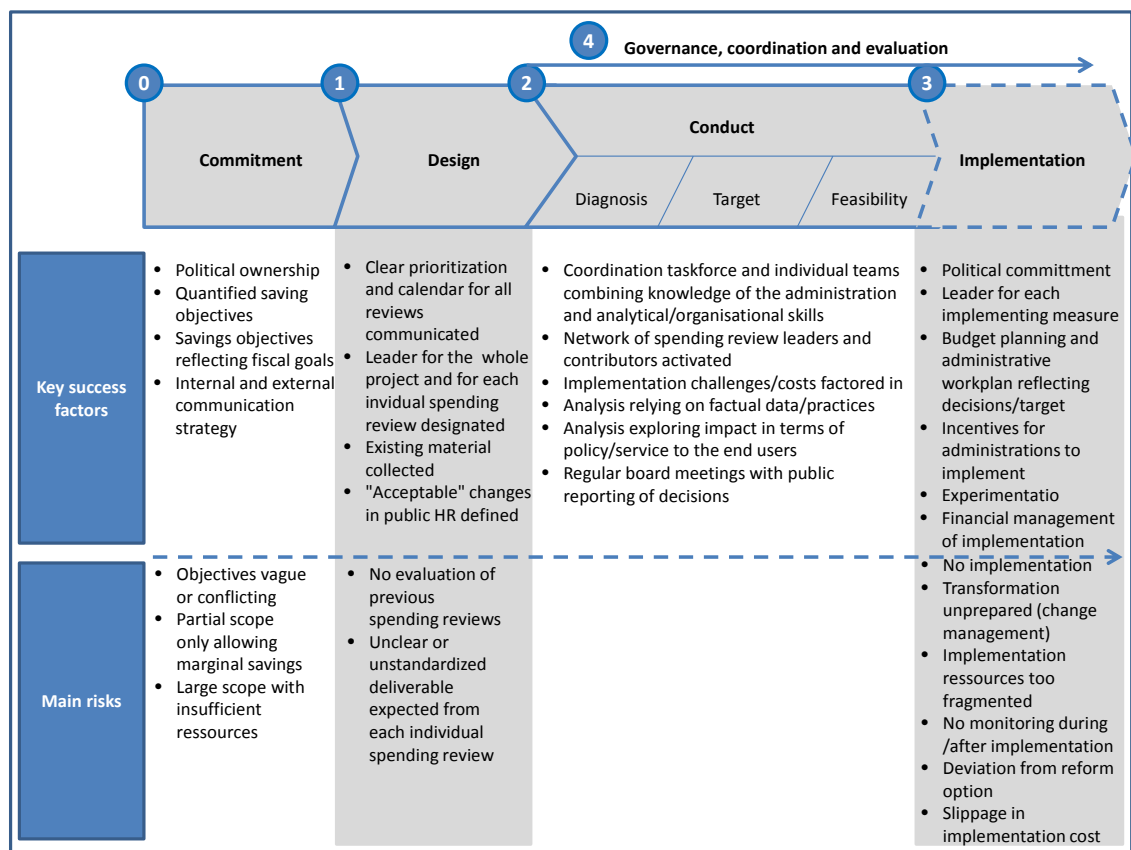 4
Governance, coordination and evaluation
0
1
2
3
Commitment
Design
Conduct
Implementation
Diagnosis
Target
Feasibility
Key success
factors
• Political ownership
• Quantified saving
objectives
• Savings objectives
reflecting fiscal goals
• Internal and external
communication
strategy
• Clear prioritization
and calendar for all
reviews
communicated
• Leader for the whole
project and for each
invidual spending
review designated
• Existing material
collected
• "Acceptable" changes
in public HR defined
• Coordination taskforce and individual teams
combining knowledge of the administration
and analytical/organisational skills
• Network of spending review leaders and
contributors activated
• Implementation challenges/costs factored in
• Analysis relying on factual data/practices
• Analysis exploring impact in terms of
policy/service to the end users
• Regular board meetings with public
reporting of decisions
• Political committment
• Leader for each
implementing measure
• Budget planning and
administrative
workplan reflecting
decisions/target
• Incentives for
administrations to
implement
• Experimentatio
• Financial management
of implementation
Main risks
• Objectives vague
or conflicting
• Partial scope
only allowing
marginal savings
• Large scope with
insufficient
ressources
• No evaluation of
previous
spending reviews
• Unclear or
unstandardized
deliverable
expected from
each individual
spending review
• No implementation
• Transformation
unprepared (change
management)
• Implementation
ressources too
fragmented
• No monitoring during
/after implementation
• Deviation from reform
option
• Slippage in
implementation cost